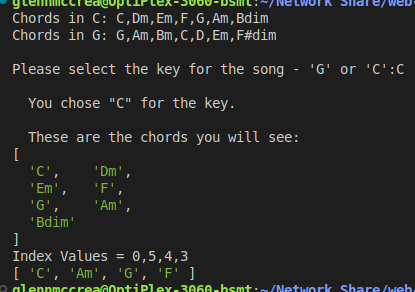 glennmccrea@OptiPlex-3060-bsmt:~/Network Share/web-
Chords in C: C,Dm,Em,F,G,Am,Bdim
Chords in G: G,Am,Bm,C,D,Em,F#dim
Please select the key for the song - 'G' or 'C':C
You chose "C" for the key.
These are the chords you will see:
[
'C', 'Dm',
'Em', 'F',
'G', 'Am',
'Bdim'
]
Index Values = 0,5,4,3
[ 'C', 'Am', 'G', 'F' ]
glennmccrea@OptiPlex-3060-bsmt:~/Network Share/web-